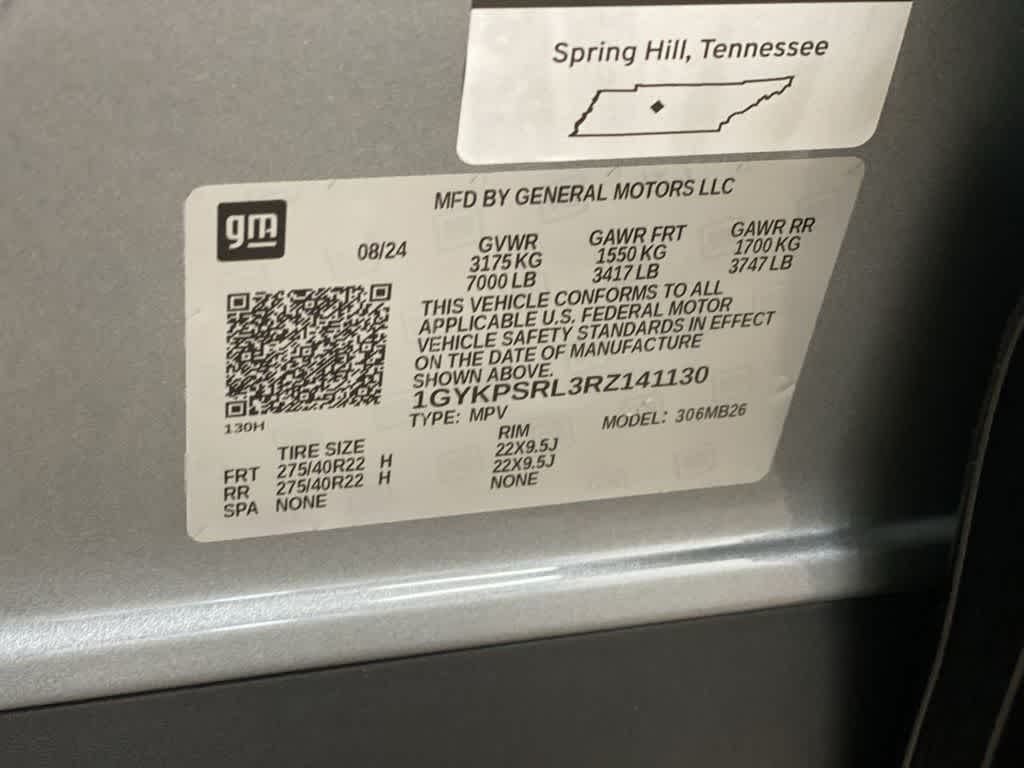 Spring Hill, Tennessee
MFD BY GENERAL MOTORS LLC
gm
08/24
GVWR GAWR FRT GAWR RR
3175 KG 1550 KG 1700 KG
7000 LB 3417 LB 3747 LB
THIS VEHICLE CONFORMS TO ALL
APPLICABLE U.S. FEDERAL MOTOR
VEHICLE SAFETY STANDARDS IN EFFECT
ON THE DATE OF MANUFACTURE
SHOWN ABOVE.
1GYKPSRL3RZ141130
TYPE: MPV MODEL: 306MB26
130H
TIRE SIZE RIM
FRT 275/40R22 H 22X9.5J
RR 275/40R22 H 22X9.5J
SPA NONE NONE